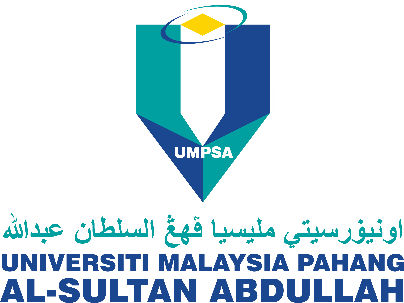 UMPSA
اونيۏرسيتي مليسيا ڤهڠ السلطان عبدالله
UNIVERSITI MALAYSIA PAHANG
AL-SULTAN ABDULLAH